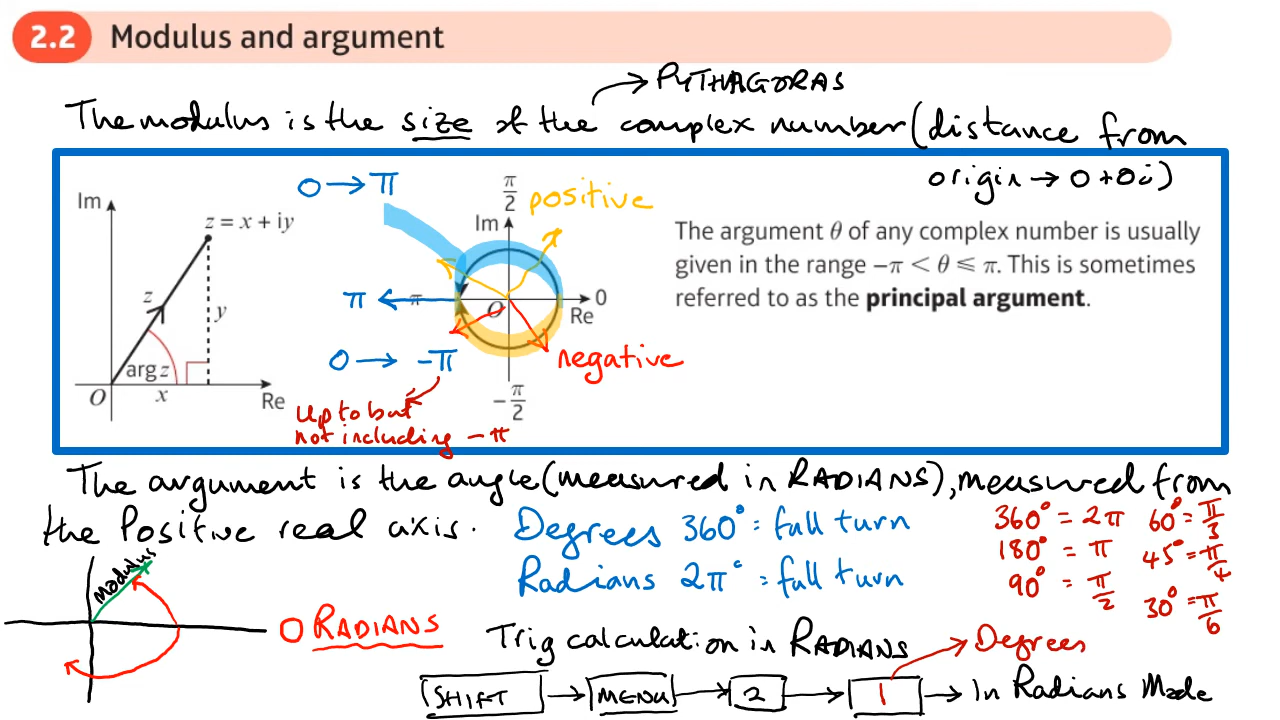 2.2 Modulus and argument
→ PYTHAGORAS
The modulus is the size of the complex number (distance from
origin → 0 + 0i)
0 → π
π/2
positive
Im
z = x + iy
Im
The argument θ of any complex number is usually
given in the range −π < θ ⩽ π. This is sometimes
referred to as the principal argument.
z
y
π ← π
O
0
Re
arg z
0 → −π
negative
O
x
Re
−π/2
Up to but
not including −π
The argument is the angle (measured in RADIANS), measured from
the Positive real axis.
Degrees 360° = full turn
Radians 2πᶜ = full turn
360° = 2π
180° = π
90° = π/2
60° = π/3
45° = π/4
30° = π/6
Modulus
0 RADIANS
Trig calculation in RADIANS
→ Degrees
SHIFT → MENU → 2 → 1 → In Radians Mode